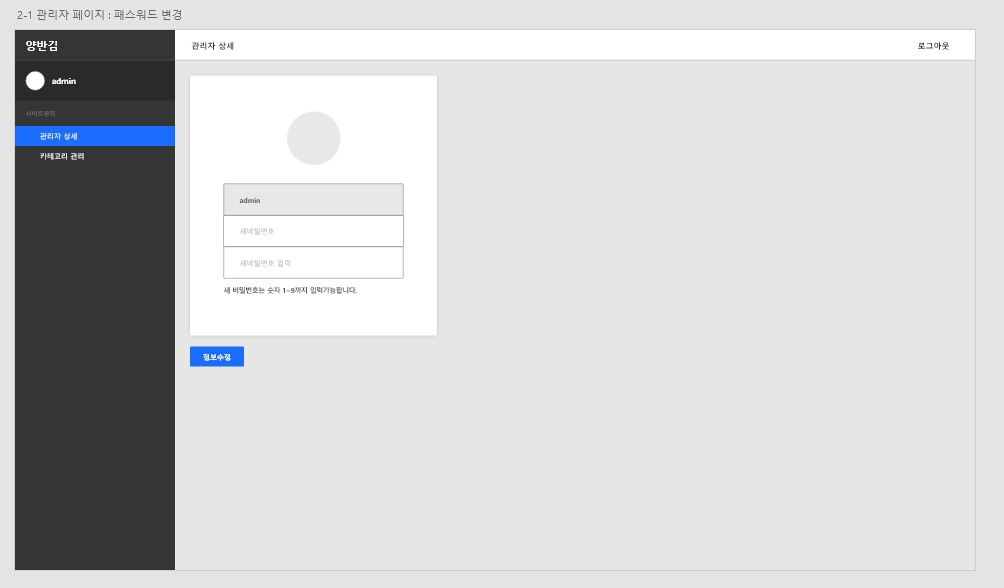 2-1 관리자 페이지 : 패스워드 변경
양반김
관리자 상세
로그아웃
admin
사이트관리
관리자 상세
카테고리 관리
admin
새비밀번호
새비밀번호 입력
새 비밀번호는 숫자 1~9까지 입력가능합니다.
정보수정